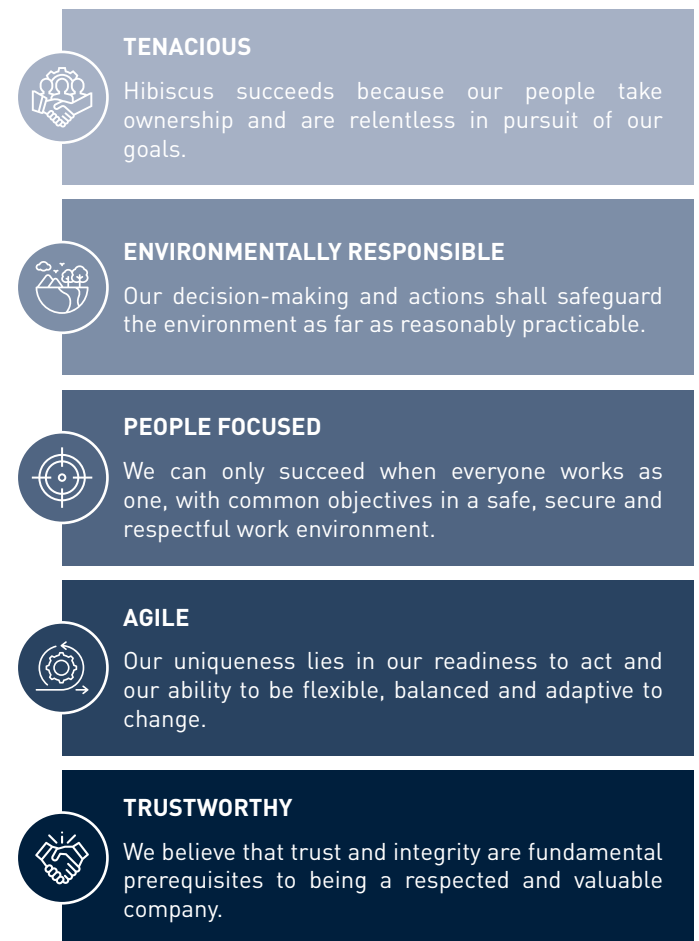 TENACIOUS
Hibiscus succeeds because our people take
ownership and are relentless in pursuit of our
goals.
ENVIRONMENTALLY RESPONSIBLE
Our decision-making and actions shall safeguard
the environment as far as reasonably practicable.
PEOPLE FOCUSED
We can only succeed when everyone works as
one, with common objectives in a safe, secure and
respectful work environment.
AGILE
Our uniqueness lies in our readiness to act and
our ability to be flexible, balanced and adaptive to
change.
TRUSTWORTHY
We believe that trust and integrity are fundamental
prerequisites to being a respected and valuable
company.